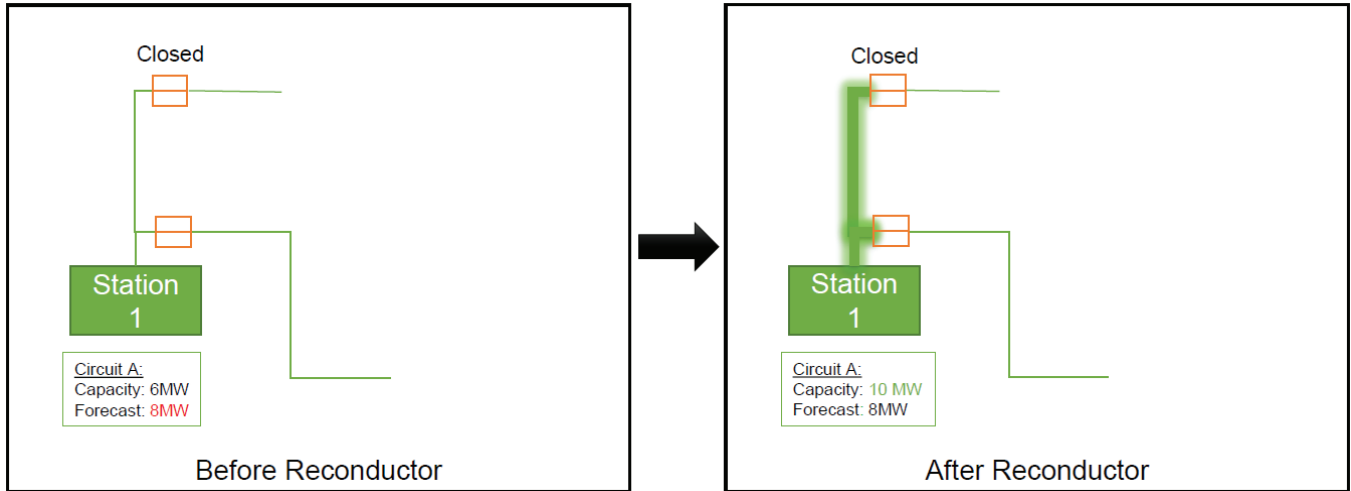 Closed
Station
1
Circuit A:
Capacity: 6MW
Forecast: 8MW
Before Reconductor
Closed
Station
1
Circuit A:
Capacity: 10 MW
Forecast: 8MW
After Reconductor